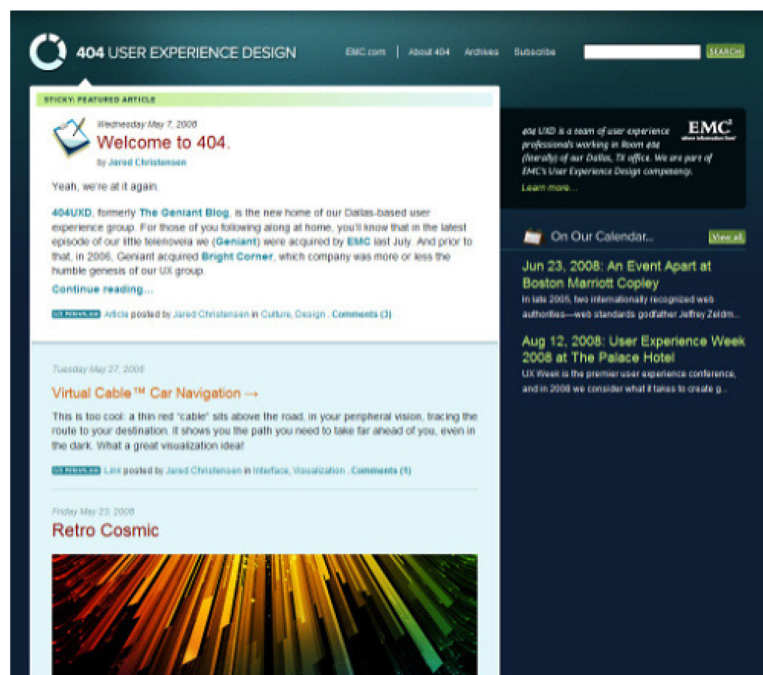 404 USER EXPERIENCE DESIGN
EMC.com | About 404 Archives Subscribe
SEARCH
STICKY: FEATURED ARTICLE
Wednesday May 7, 2008
Welcome to 404.
by Jared Christensen
Yeah, we're at it again.
404UXD, formerly The Geniant Blog, is the new home of our Dallas-based user
experience group. For those of you following along at home, you'll know that in the latest
episode of our little telenovela we (Geniant) were acquired by EMC last July. And prior to
that, in 2006, Geniant acquired Bright Corner, which company was more or less the
humble genesis of our UX group.
Continue reading...
Article posted by Jared Christensen in Culture, Design . Comments (3)
Tuesday May 27, 2008
Virtual Cable™ Car Navigation →
This is too cool: a thin red "cable" sits above the road, in your peripheral vision, tracing the
route to your destination. It shows you the path you need to take far ahead of you, even in
the dark. What a great visualization idea!
Link posted by Jared Christensen in Interface, Visualization . Comments (1)
Friday May 23, 2008
Retro Cosmic
EMC²
where information lives®
404 UXD is a team of user experience
professionals working in Room 404
(literally) of our Dallas, TX office. We are part of
EMC's User Experience Design competency.
Learn more...
On Our Calendar...
View all
Jun 23, 2008: An Event Apart at
Boston Marriott Copley
In late 2005, two internationally recognized web
authorities—web standards godfather Jeffrey Zeldm...
Aug 12, 2008: User Experience Week
2008 at The Palace Hotel
UX Week is the premier user experience conference,
and in 2008 we consider what it takes to create g...